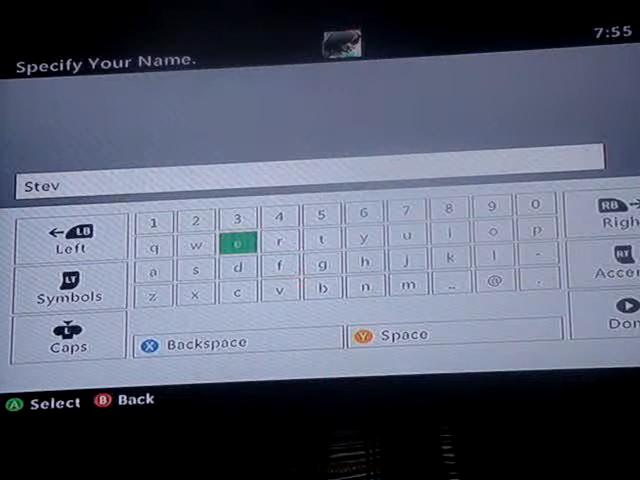 7:55
Specify Your Name.
Stev
LB
Left
1 2 3 4 5 6 7 8 9 0
RB
Righ
q w e r t y u i o p
LT
Symbols
a s d f g h j k l -
RT
Acce
z x c v b n m _ @ .
L
Caps
X Backspace
Y Space
Don
A Select B Back